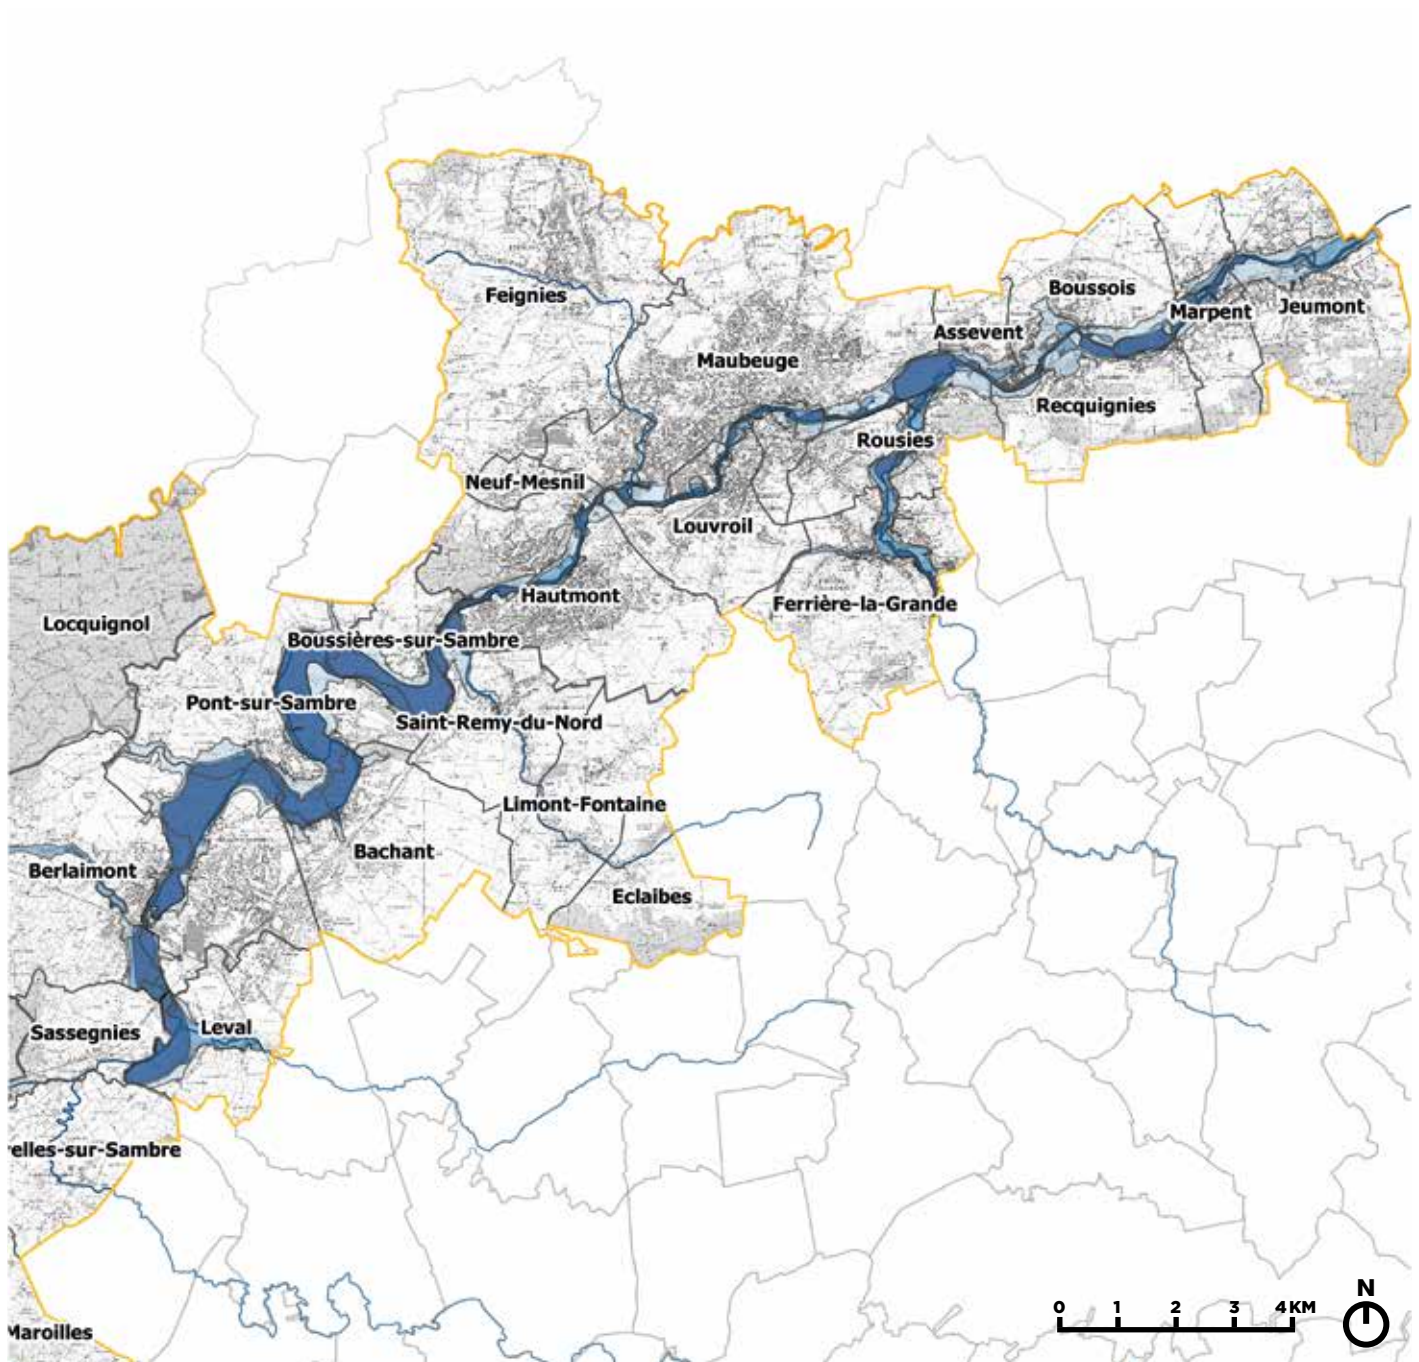 Boussois
Feignies
Marpent
Jeumont
Assevent
Maubeuge
Recquignies
Rousies
Neuf-Mesnil
Louvroil
Hautmont
Ferrière-la-Grande
Locquignol
Boussières-sur-Sambre
Pont-sur-Sambre
Saint-Remy-du-Nord
Limont-Fontaine
Bachant
Berlaimont
Eclaibes
Leval
Sassegnies
relles-sur-Sambre
N
0 1 2 3 4 KM
Maroilles